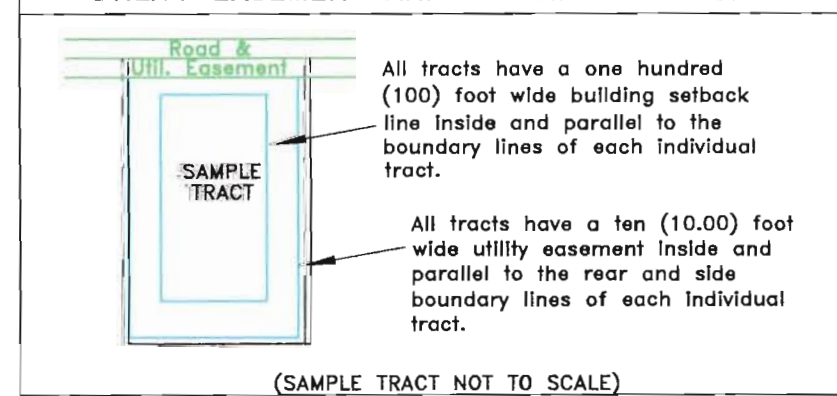 Road &
Util. Easement
All tracts have a one hundred
(100) foot wide building setback
line inside and parallel to the
boundary lines of each individual
tract.
SAMPLE
TRACT
All tracts have a ten (10.00) foot
wide utility easement inside and
parallel to the rear and side
boundary lines of each individual
tract.
(SAMPLE TRACT NOT TO SCALE)